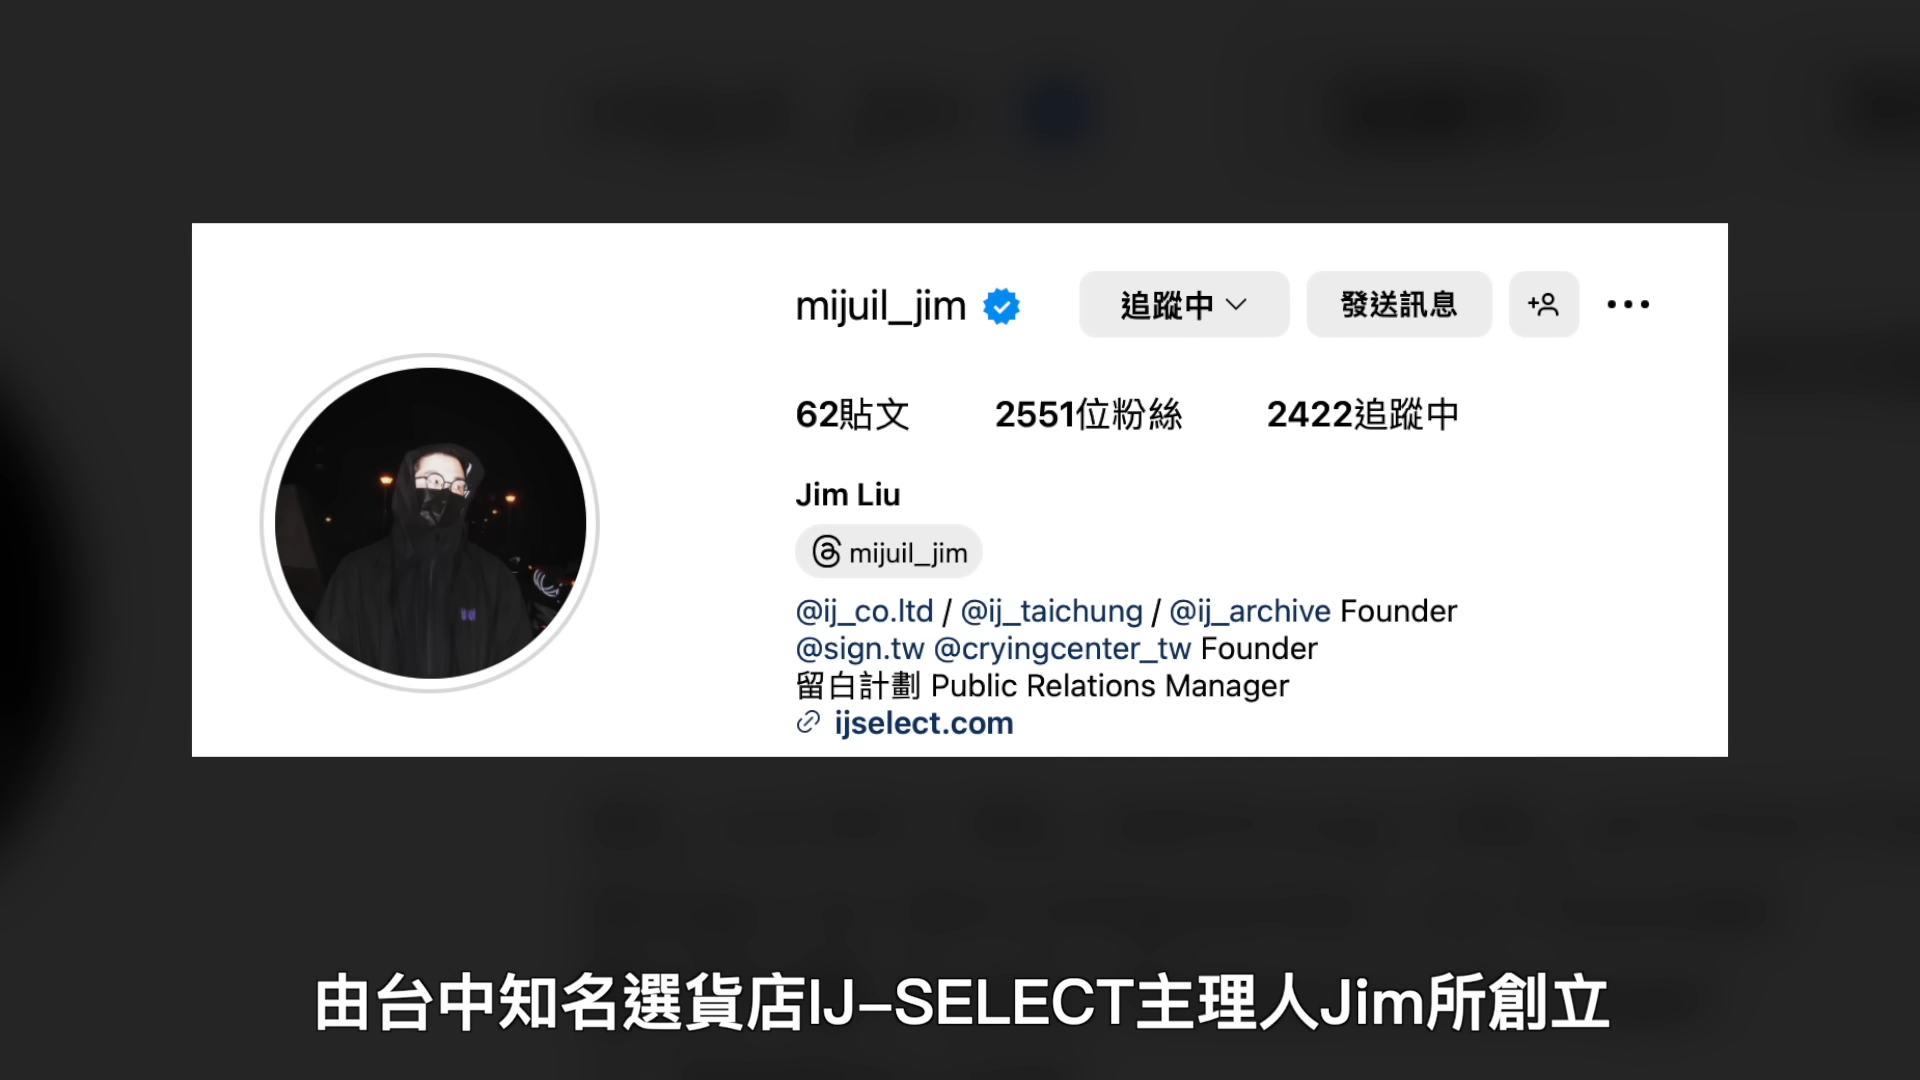 mijuil_jim 追蹤中 發送訊息
62貼文 2551位粉絲 2422追蹤中
Jim Liu
mijuil_jim
@ij_co.ltd / @ij_taichung / @ij_archive Founder
@sign.tw @cryingcenter_tw Founder
留白計劃 Public Relations Manager
ijselect.com
由台中知名選貨店IJ-SELECT主理人Jim所創立